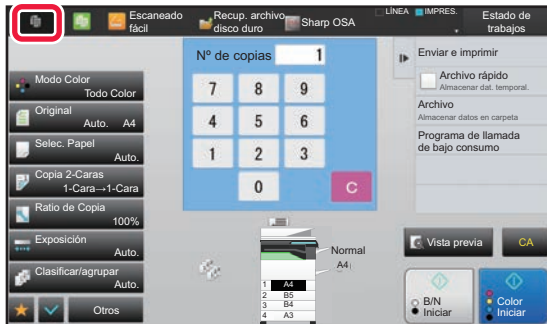 Escaneado
fácil
Recup. archivo
disco duro
Sharp OSA
LÍNEA
IMPRES.
Estado de
trabajos
Modo Color
Todo Color
Original
Auto. A4
Selec. Papel
Auto.
Copia 2-Caras
1-Cara→1-Cara
Ratio de Copia
100%
Exposición
Auto.
Clasificar/agrupar
Auto.
Otros
Nº de copias 1
7 8 9
4 5 6
1 2 3
0 C
Normal
A4
1 A4
2 B5
3 B4
4 A3
Enviar e imprimir
Archivo rápido
Almacenar dat. temporal.
Archivo
Almacenar datos en carpeta
Programa de llamada
de bajo consumo
Vista previa
CA
B/N
Iniciar
Color
Iniciar